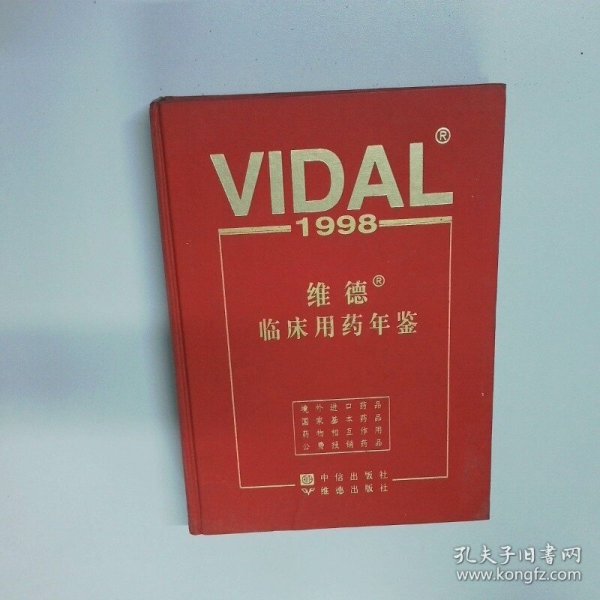 VIDAL®
1998
维德®
临床用药年鉴
境外进口药品
国家基本药品
药物相互作用
公费报销药品
中信出版社
维德出版社
孔夫子旧书网
www.kongfz.com